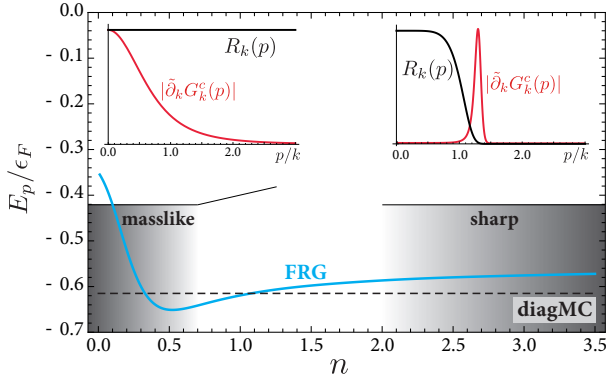 - 0.0
- 0.1
- 0.2
- 0.3
- 0.4
- 0.5
- 0.6
- 0.7
E_p/ϵ_F
R_k(p)
|∂̃_k G^c_k(p)|
0.0 1.0 2.0
p/k
R_k(p)
|∂̃_k G^c_k(p)|
0.0 1.0 2.0
p/k
masslike
sharp
FRG
diagMC
0.0 0.5 1.0 1.5 2.0 2.5 3.0 3.5
n